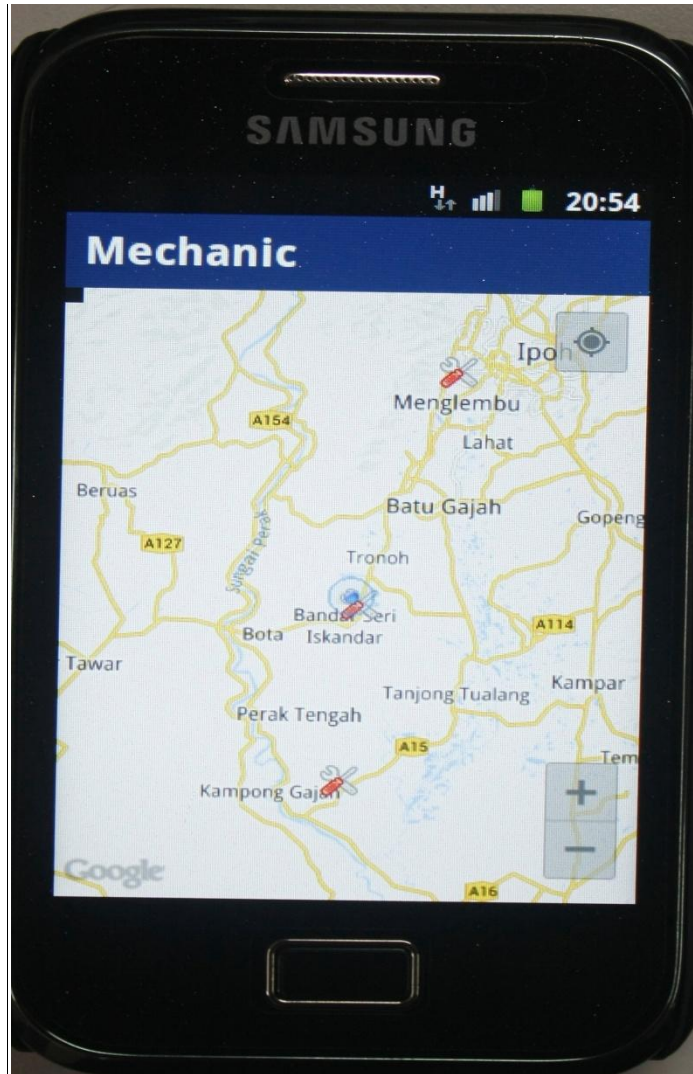 SAMSUNG
H 20:54
Mechanic
Ipoh
Menglembu
A154
Lahat
Beruas
Batu Gajah
Gopeng
Sungai Perak
A127
Tronoh
Bandar Seri
Iskandar
Bota
A114
Tawar
Kampar
Tanjong Tualang
Perak Tengah
A15
Tem
Kampong Gajah
+
−
Google
A16